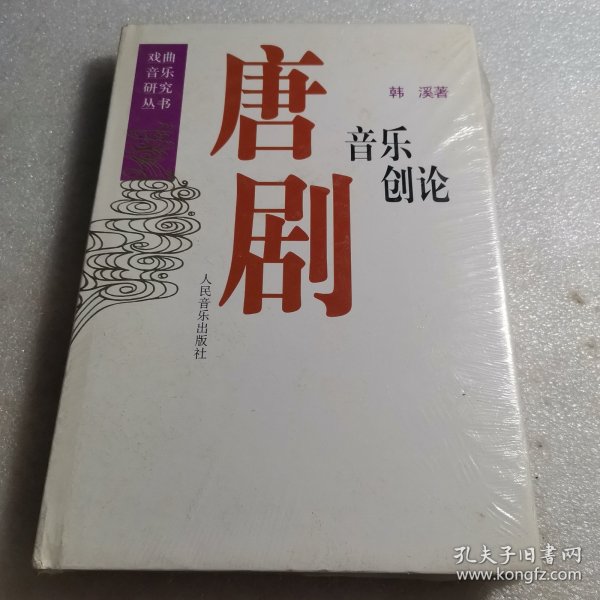 戏曲
音乐
研究
丛书
唐剧
音乐
创论
韩 溪著
人民音乐出版社
孔夫子旧书网
www.kongfz.com